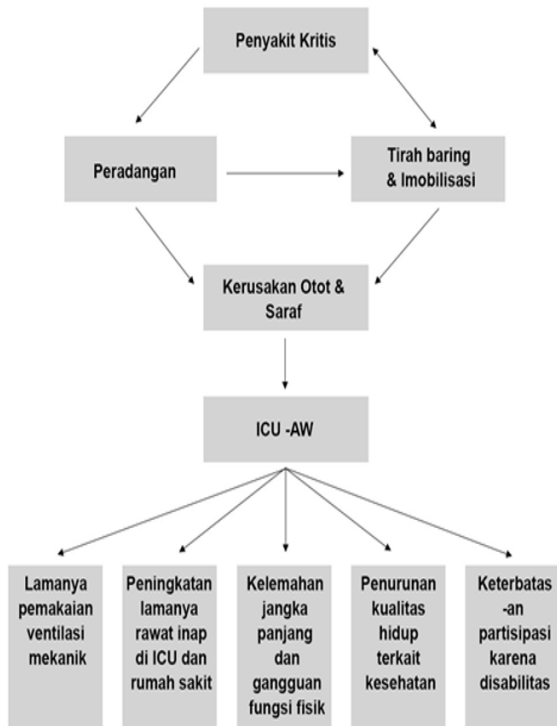 Penyakit Kritis
Peradangan
Tirah baring
& Imobilisasi
Kerusakan Otot &
Saraf
ICU -AW
Lamanya
pemakaian
ventilasi
mekanik
Peningkatan
lamanya
rawat inap
di ICU dan
rumah sakit
Kelemahan
jangka
panjang
dan
gangguan
fungsi fisik
Penurunan
kualitas
hidup
terkait
kesehatan
Keterbatas
-an
partisipasi
karena
disabilitas